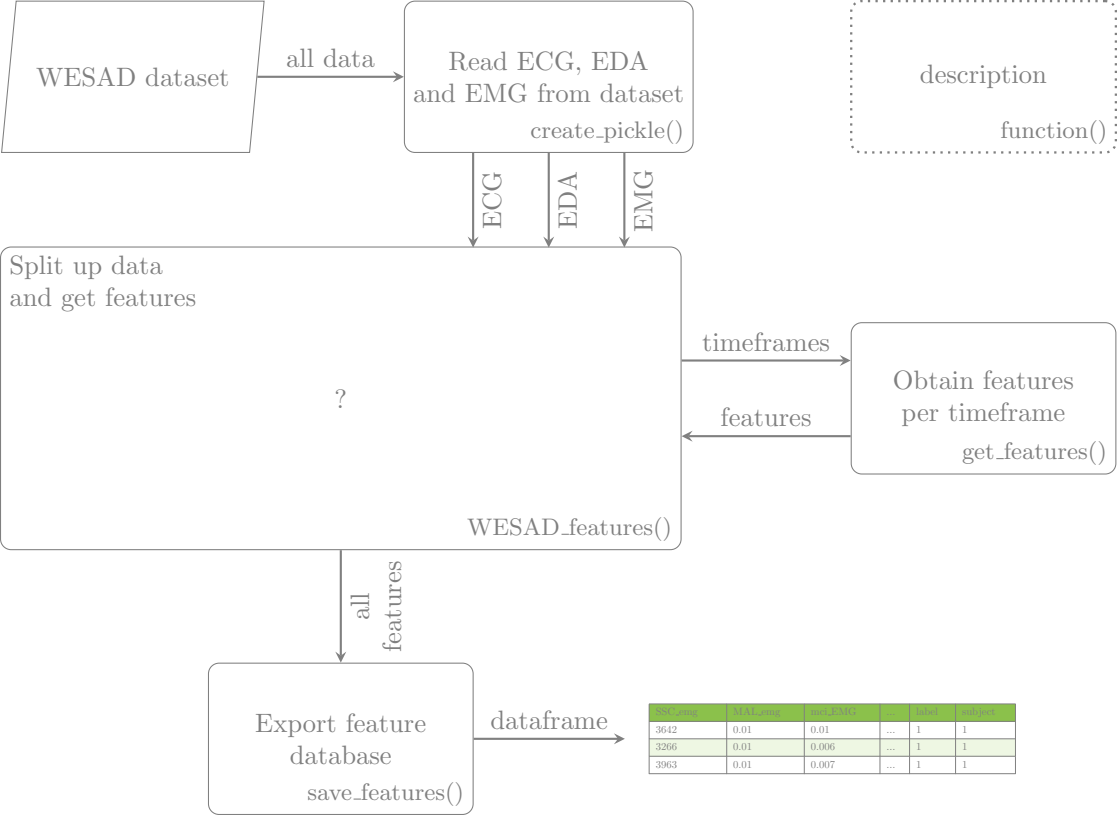 WESAD dataset
all data
Read ECG, EDA
and EMG from dataset
create_pickle()
description
function()
ECG
EDA
EMG
Split up data
and get features
?
WESAD_features()
timeframes
features
Obtain features
per timeframe
get_features()
all
features
Export feature
database
save_features()
dataframe
SSC_emg MAL_emg mcl_EMG ... label subject
3642 0.01 0.01 ... 1 1
3266 0.01 0.006 ... 1 1
3963 0.01 0.007 ... 1 1